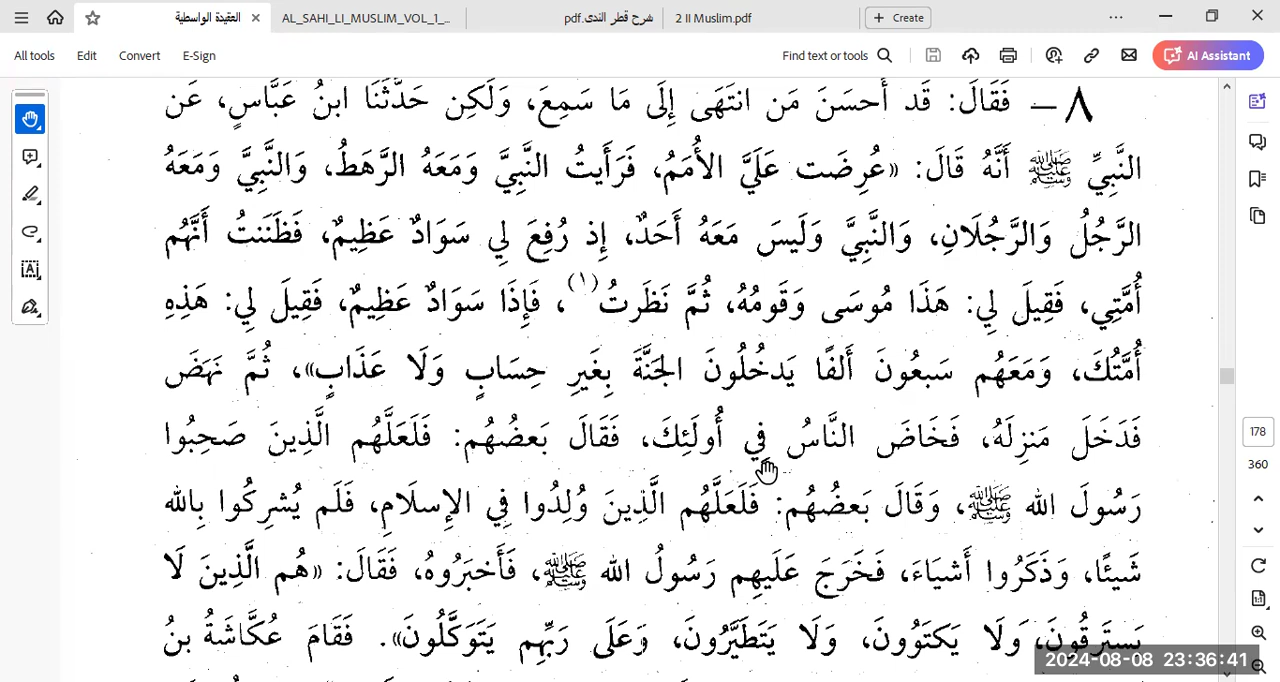 العقيدة الواسطية
AL_SAHI_LI_MUSLIM_VOL_1_...
شرح قطر الندى.pdf
2 II Muslim.pdf
Create
All tools
Edit
Convert
E-Sign
Find text or tools
AI Assistant
٨ – فَقَالَ: قَد أَحسَنَ مَن انتَهَى إِلَى مَا سَمِعَ، وَلَكِن حَدَّثَنَا ابنُ عَبَّاسٍ، عَن
النَّبِيِّ ﷺ أَنَّهُ قَالَ: «عُرِضَت عَلَيَّ الأُمَمُ، فَرَأَيتُ النَّبِيَّ وَمَعَهُ الرَّهَطُ، وَالنَّبِيَّ وَمَعَهُ
الرَّجُلُ وَالرَّجُلَانِ، وَالنَّبِيَّ وَلَيسَ مَعَهُ أَحَدٌ، إِذ رُفِعَ لِي سَوَادٌ عَظِيمٌ، فَظَنَنتُ أَنَّهُم
أُمَّتِي، فَقِيلَ لِي: هَذَا مُوسَى وَقَومُهُ، ثُمَّ نَظَرتُ(١)، فَإِذَا سَوَادٌ عَظِيمٌ، فَقِيلَ لِي: هَذِهِ
أُمَّتُكَ، وَمَعَهُم سَبعُونَ أَلفًا يَدخُلُونَ الجَنَّةَ بِغَيرِ حِسَابٍ وَلَا عَذَابٍ»، ثُمَّ نَهَضَ
فَدَخَلَ مَنزِلَهُ، فَخَاضَ النَّاسُ فِي أُولَئِكَ، فَقَالَ بَعضُهُم: فَلَعَلَّهُم الَّذِينَ صَحِبُوا
رَسُولَ الله ﷺ، وَقَالَ بَعضُهُم: فَلَعَلَّهُم الَّذِينَ وُلِدُوا فِي الإِسلَامِ، فَلَم يُشرِكُوا بِالله
شَيئًا، وَذَكَرُوا أَشيَاءَ، فَخَرَجَ عَلَيهِم رَسُولُ الله ﷺ، فَأَخبَرُوهُ، فَقَالَ: «هُم الَّذِينَ لَا
يَستَرقُونَ، وَلَا يَكتَوُونَ، وَلَا يَتَطَيَّرُونَ، وَعَلَى رَبِّهِم يَتَوَكَّلُونَ». فَقَامَ عُكَّاشَةُ بنُ
178
360
2024-08-08 23:36:41